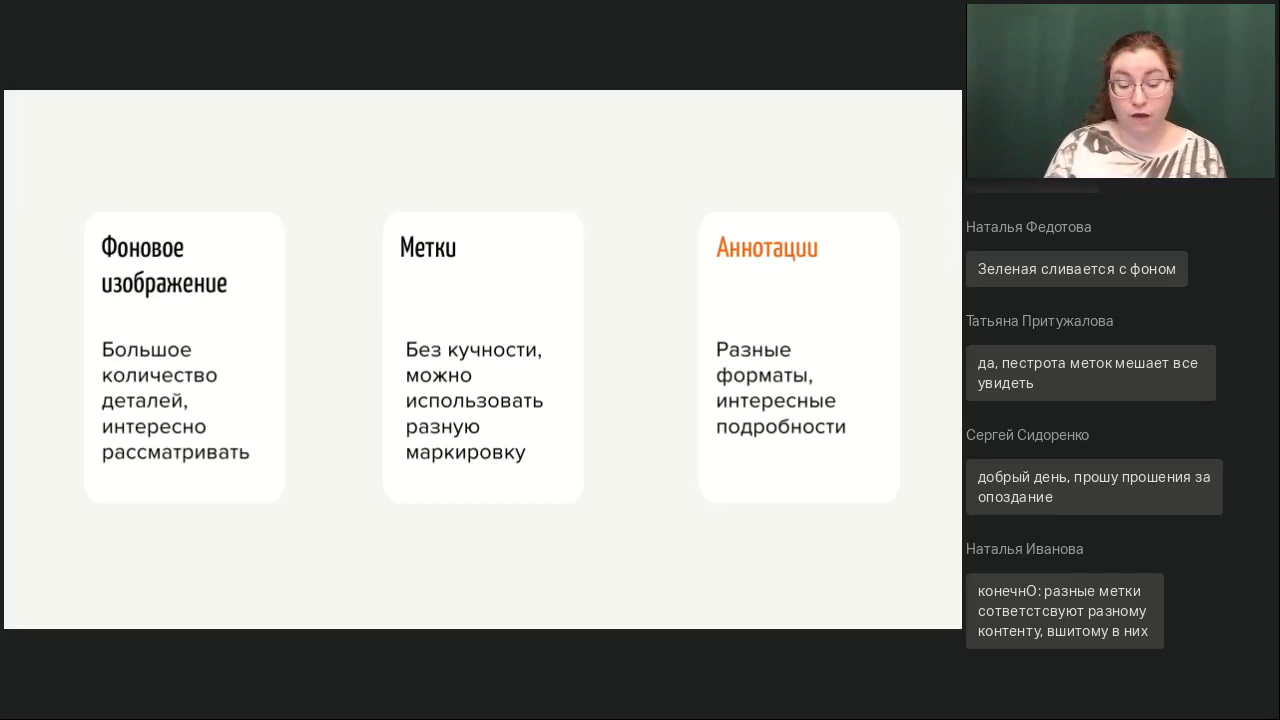 Фоновое
изображение
Большое
количество
деталей,
интересно
рассматривать
Метки
Без кучности,
можно
использовать
разную
маркировку
Аннотации
Разные
форматы,
интересные
подробности
Наталья Федотова
Зеленая сливается с фоном
Татьяна Притужалова
да, пестрота меток мешает все
увидеть
Сергей Сидоренко
добрый день, прошу прошения за
опоздание
Наталья Иванова
конечнО: разные метки
сответстсвуют разному
контенту, вшитому в них